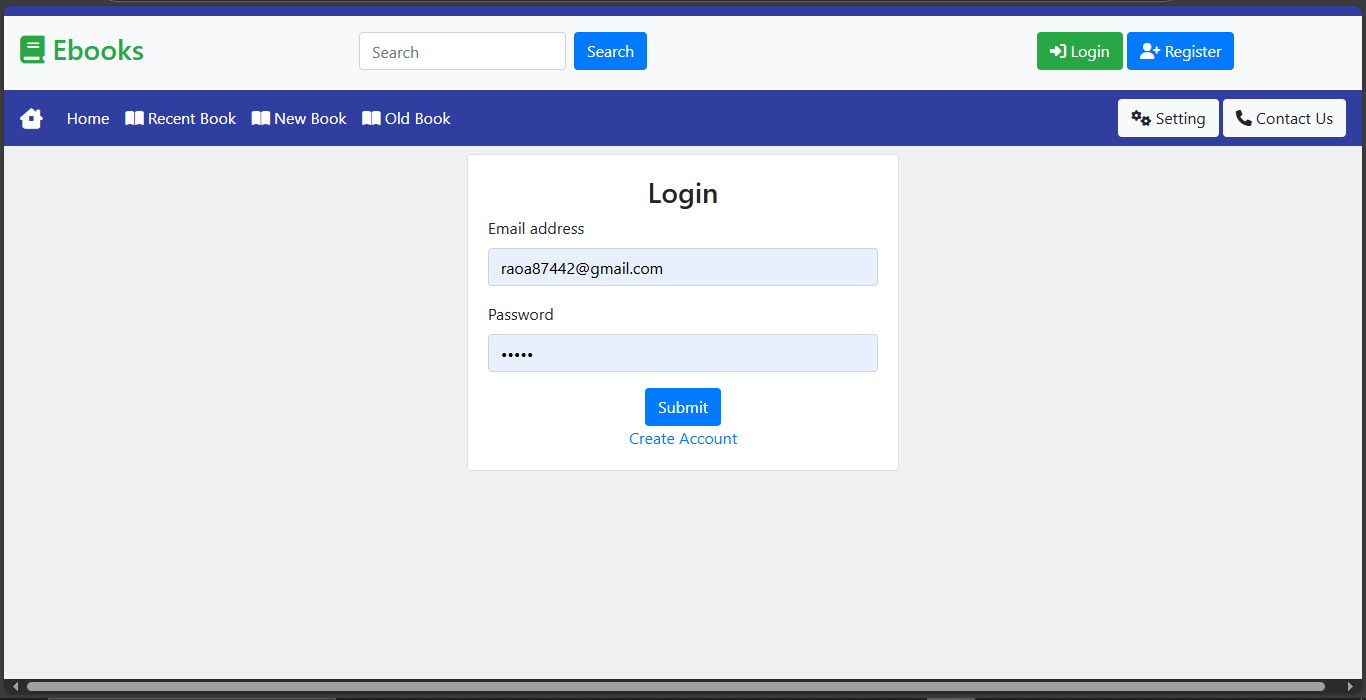 Ebooks
Search
Search
Login
Register
Home
Recent Book
New Book
Old Book
Setting
Contact Us
Login
Email address
raoa87442@gmail.com
Password
•••••
Submit
Create Account